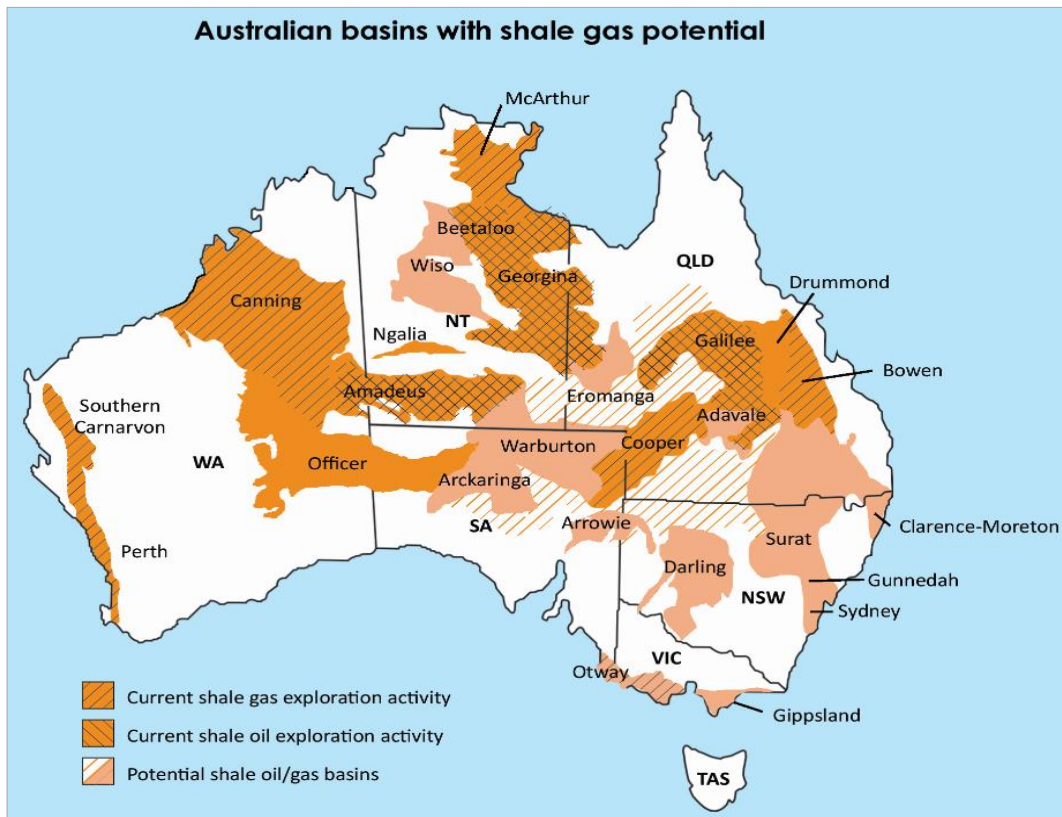 Australian basins with shale gas potential
McArthur
Beetaloo
Wiso
QLD
Georgina
Drummond
Canning
NT
Ngalia
Galilee
Bowen
Amadeus
Eromanga
Southern
Carnarvon
Adavale
Warburton
Cooper
WA
Officer
Arckaringa
SA
Arrowie
Clarence-Moreton
Surat
Perth
Darling
Gunnedah
NSW
Sydney
VIC
Otway
Gippsland
Current shale gas exploration activity
Current shale oil exploration activity
Potential shale oil/gas basins
TAS